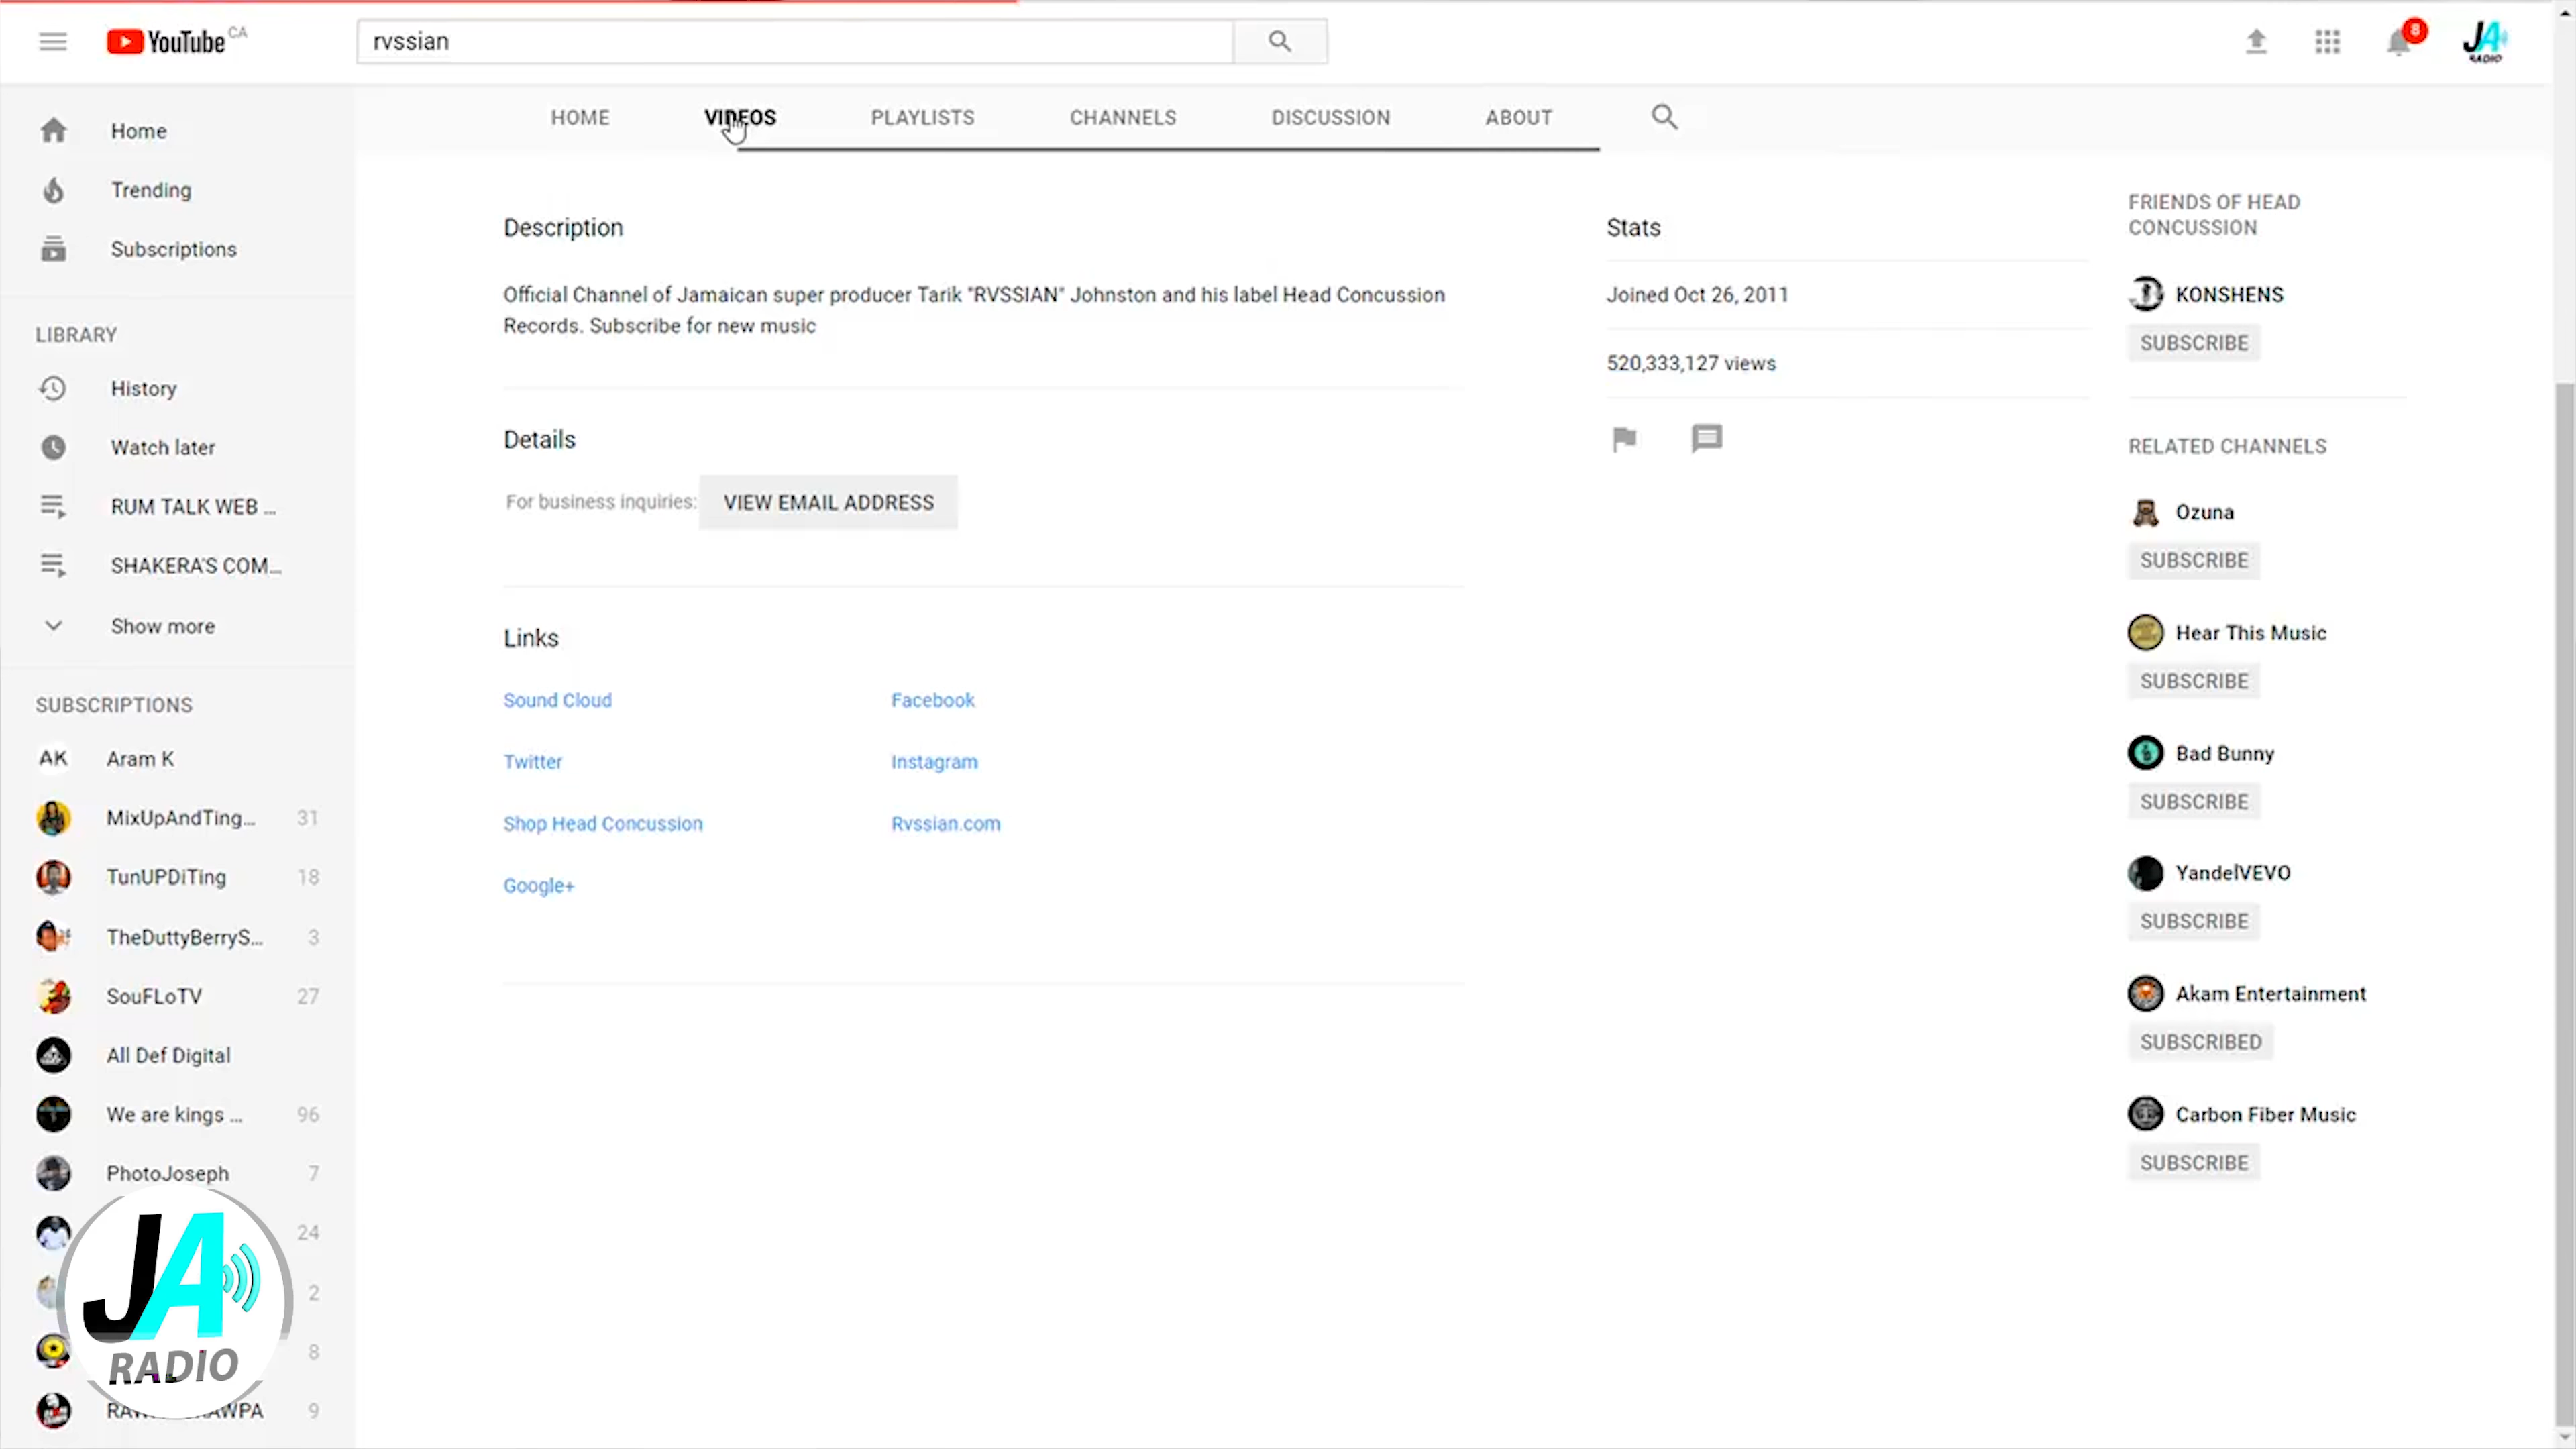 YouTube CA
rvssian
8
JA
RADIO
HOME VIDEOS PLAYLISTS CHANNELS DISCUSSION ABOUT
Home
Trending
Subscriptions
LIBRARY
History
Watch later
RUM TALK WEB ...
SHAKERA'S COM...
Show more
SUBSCRIPTIONS
AK Aram K
MixUpAndTing... 31
TunUPDiTing 18
TheDuttyBerryS... 3
SouFLoTV 27
All Def Digital
We are kings ... 96
PhotoJoseph 7
24
2
8
9
JA
RADiO
Description
Official Channel of Jamaican super producer Tarik "RVSSIAN" Johnston and his label Head Concussion
Records. Subscribe for new music
Details
For business inquiries: VIEW EMAIL ADDRESS
Links
Sound Cloud Facebook
Twitter Instagram
Shop Head Concussion Rvssian.com
Google+
Stats
Joined Oct 26, 2011
520,333,127 views
FRIENDS OF HEAD
CONCUSSION
KONSHENS
SUBSCRIBE
RELATED CHANNELS
Ozuna
SUBSCRIBE
Hear This Music
SUBSCRIBE
Bad Bunny
SUBSCRIBE
YandelVEVO
SUBSCRIBE
Akam Entertainment
SUBSCRIBED
Carbon Fiber Music
SUBSCRIBE